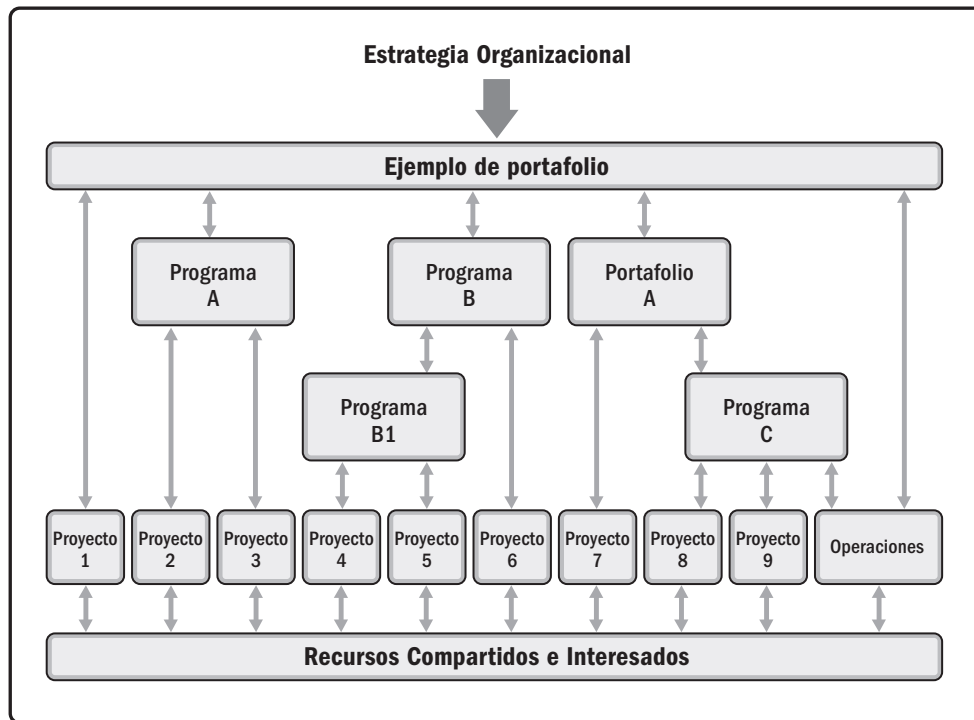 Estrategia Organizacional
Ejemplo de portafolio
Programa
A
Programa
B
Portafolio
A
Programa
B1
Programa
C
Proyecto
1
Proyecto
2
Proyecto
3
Proyecto
4
Proyecto
5
Proyecto
6
Proyecto
7
Proyecto
8
Proyecto
9
Operaciones
Recursos Compartidos e Interesados